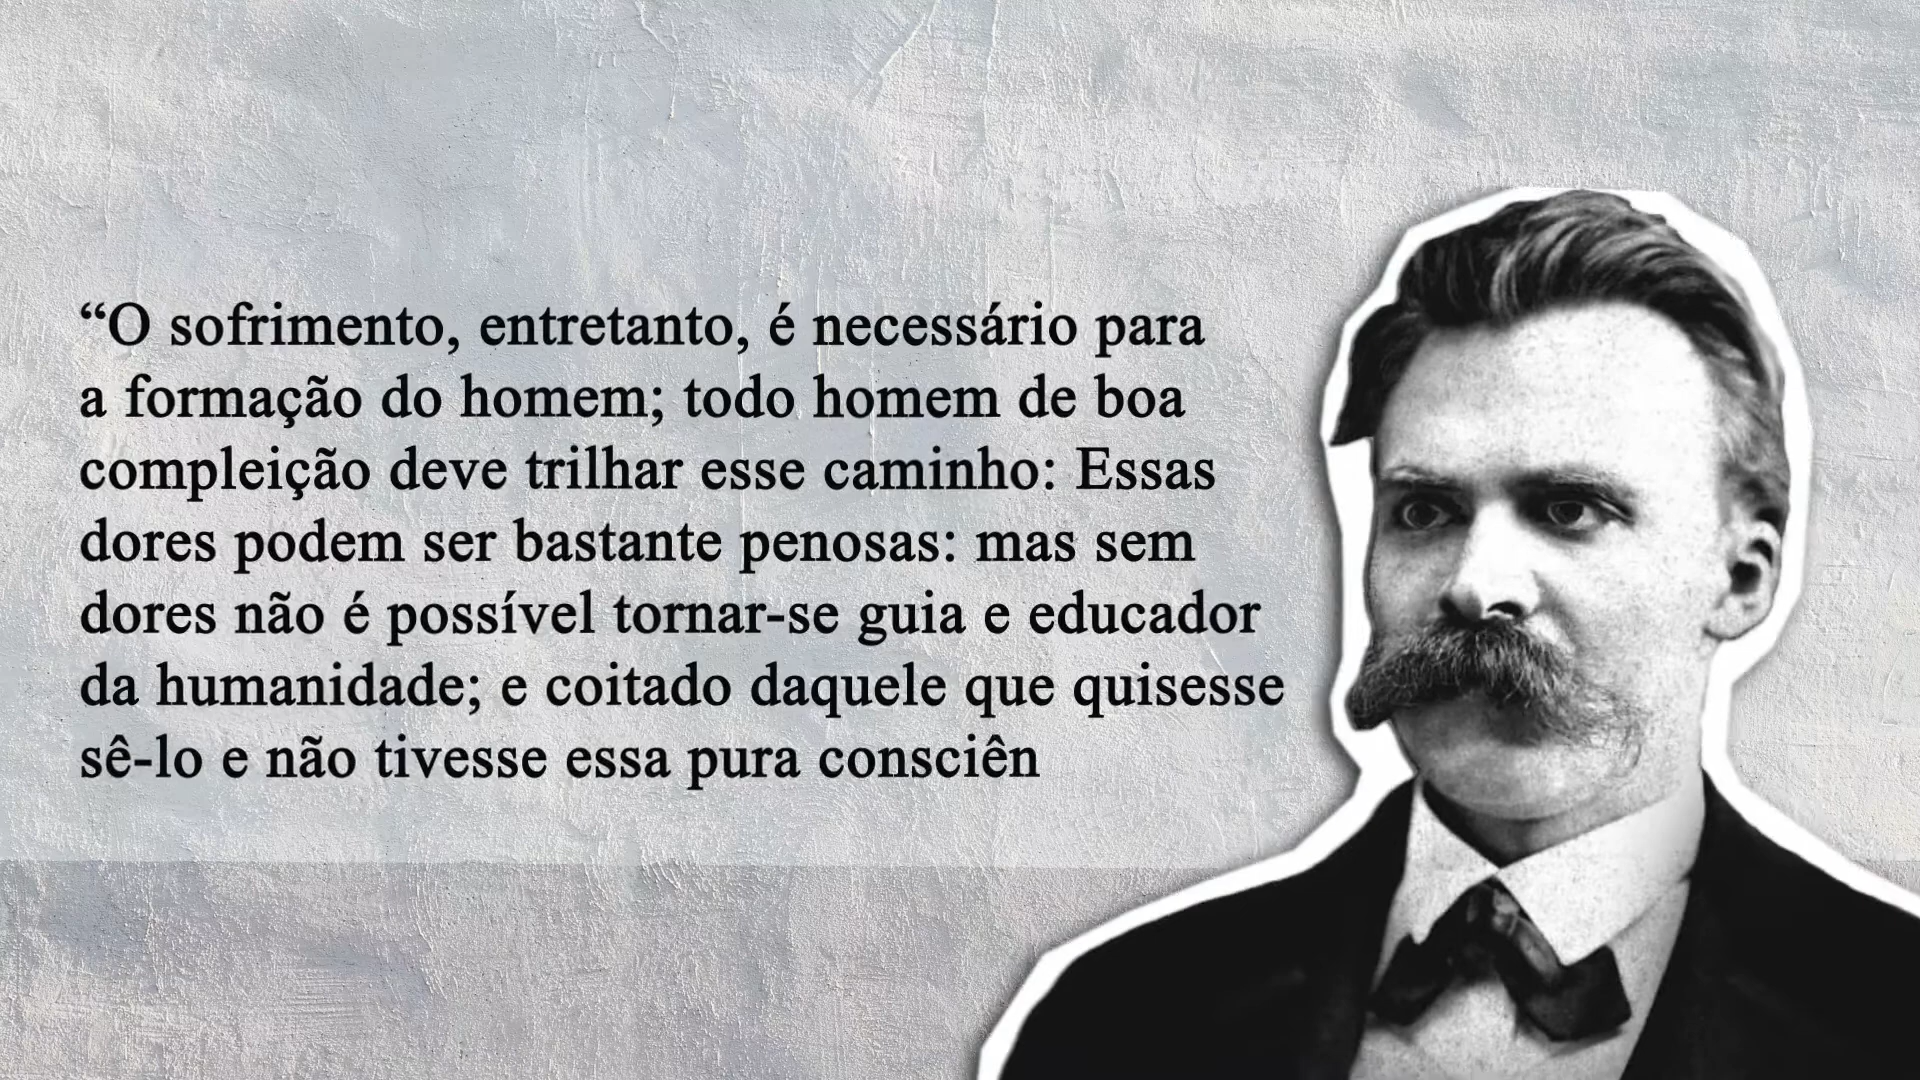 “O sofrimento, entretanto, é necessário para
a formação do homem; todo homem de boa
compleição deve trilhar esse caminho: Essas
dores podem ser bastante penosas: mas sem
dores não é possível tornar-se guia e educador
da humanidade; e coitado daquele que quisesse
sê-lo e não tivesse essa pura consciên